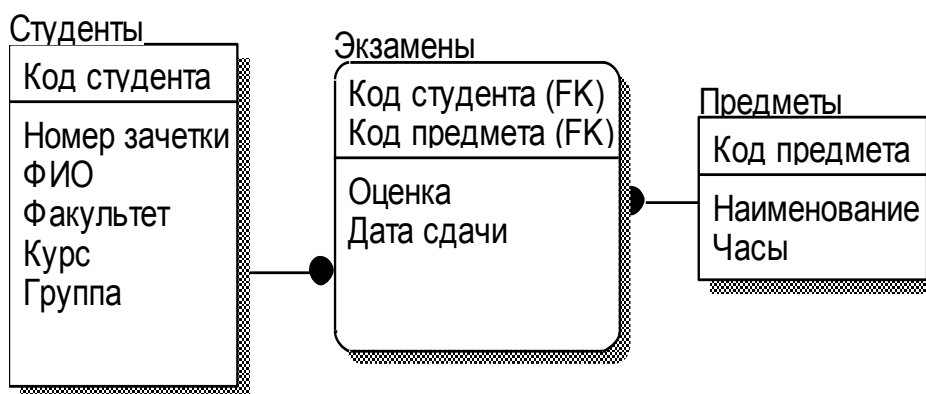 Студенты
Код студента
Номер зачетки
ФИО
Факультет
Курс
Группа
Экзамены
Код студента (FK)
Код предмета (FK)
Оценка
Дата сдачи
Предметы
Код предмета
Наименование
Часы